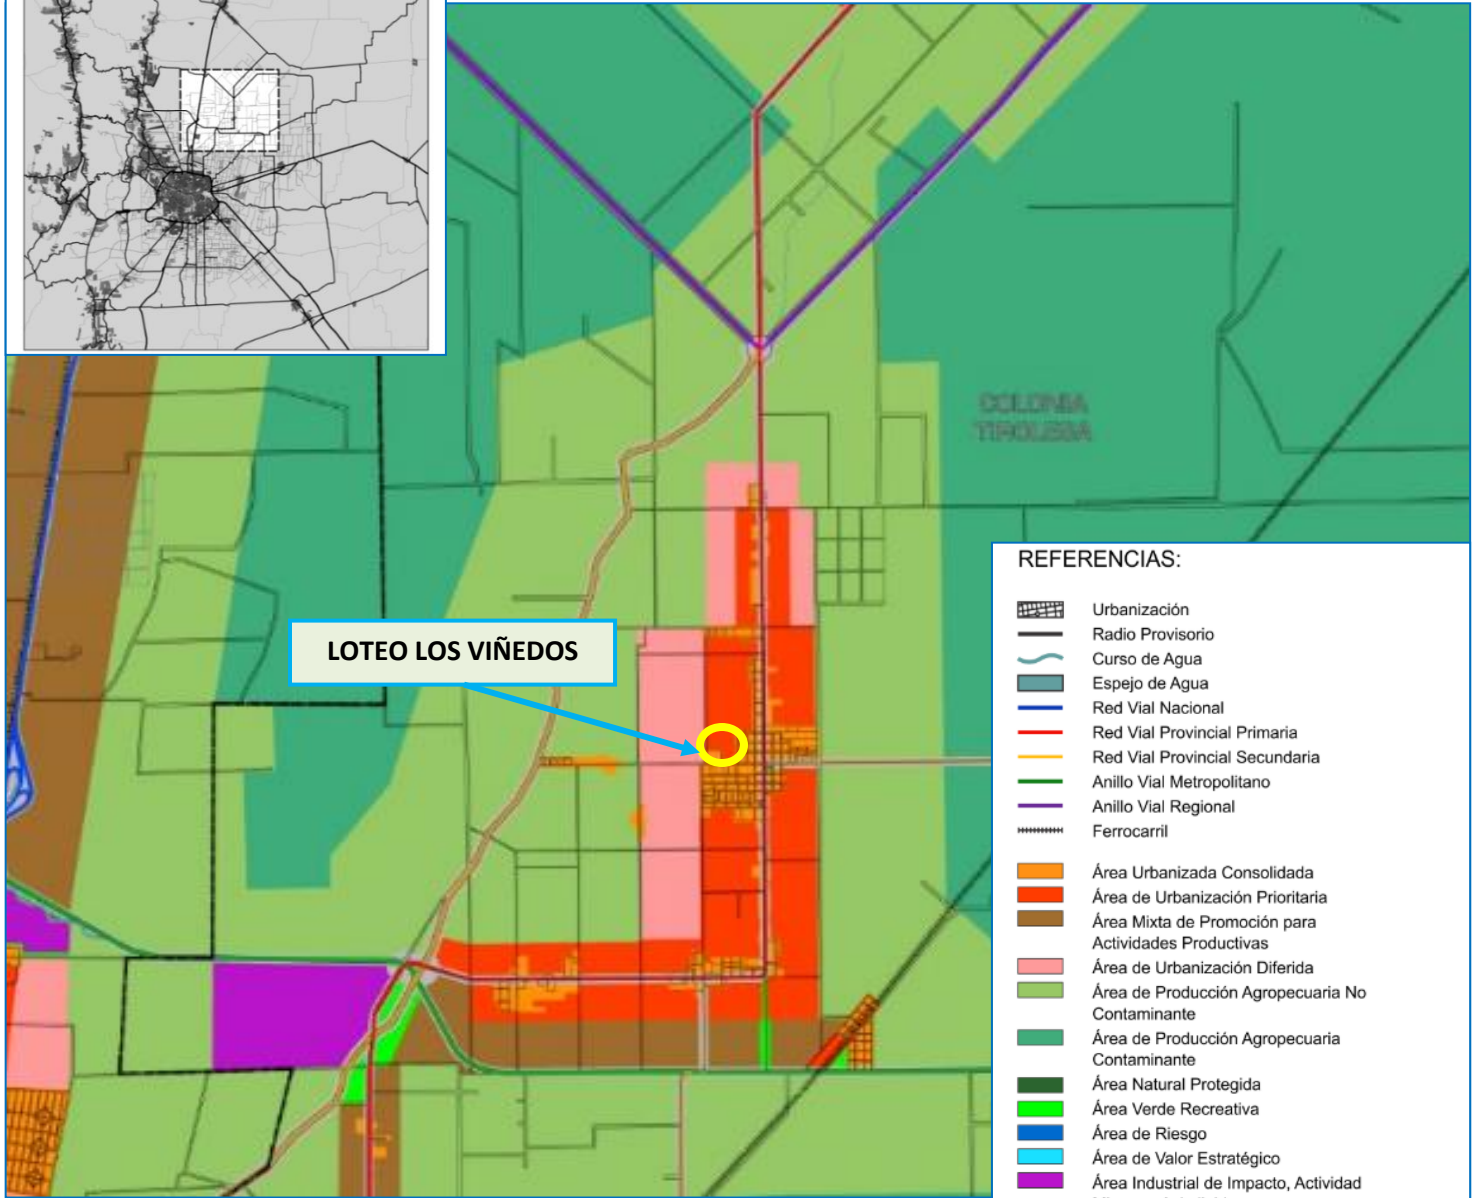 COLONIA
TIROLESA
LOTEO LOS VIÑEDOS
REFERENCIAS:
Urbanización
Radio Provisorio
Curso de Agua
Espejo de Agua
Red Vial Nacional
Red Vial Provincial Primaria
Red Vial Provincial Secundaria
Anillo Vial Metropolitano
Anillo Vial Regional
Ferrocarril
Área Urbanizada Consolidada
Área de Urbanización Prioritaria
Área Mixta de Promoción para
Actividades Productivas
Área de Urbanización Diferida
Área de Producción Agropecuaria No
Contaminante
Área de Producción Agropecuaria
Contaminante
Área Natural Protegida
Área Verde Recreativa
Área de Riesgo
Área de Valor Estratégico
Área Industrial de Impacto, Actividad